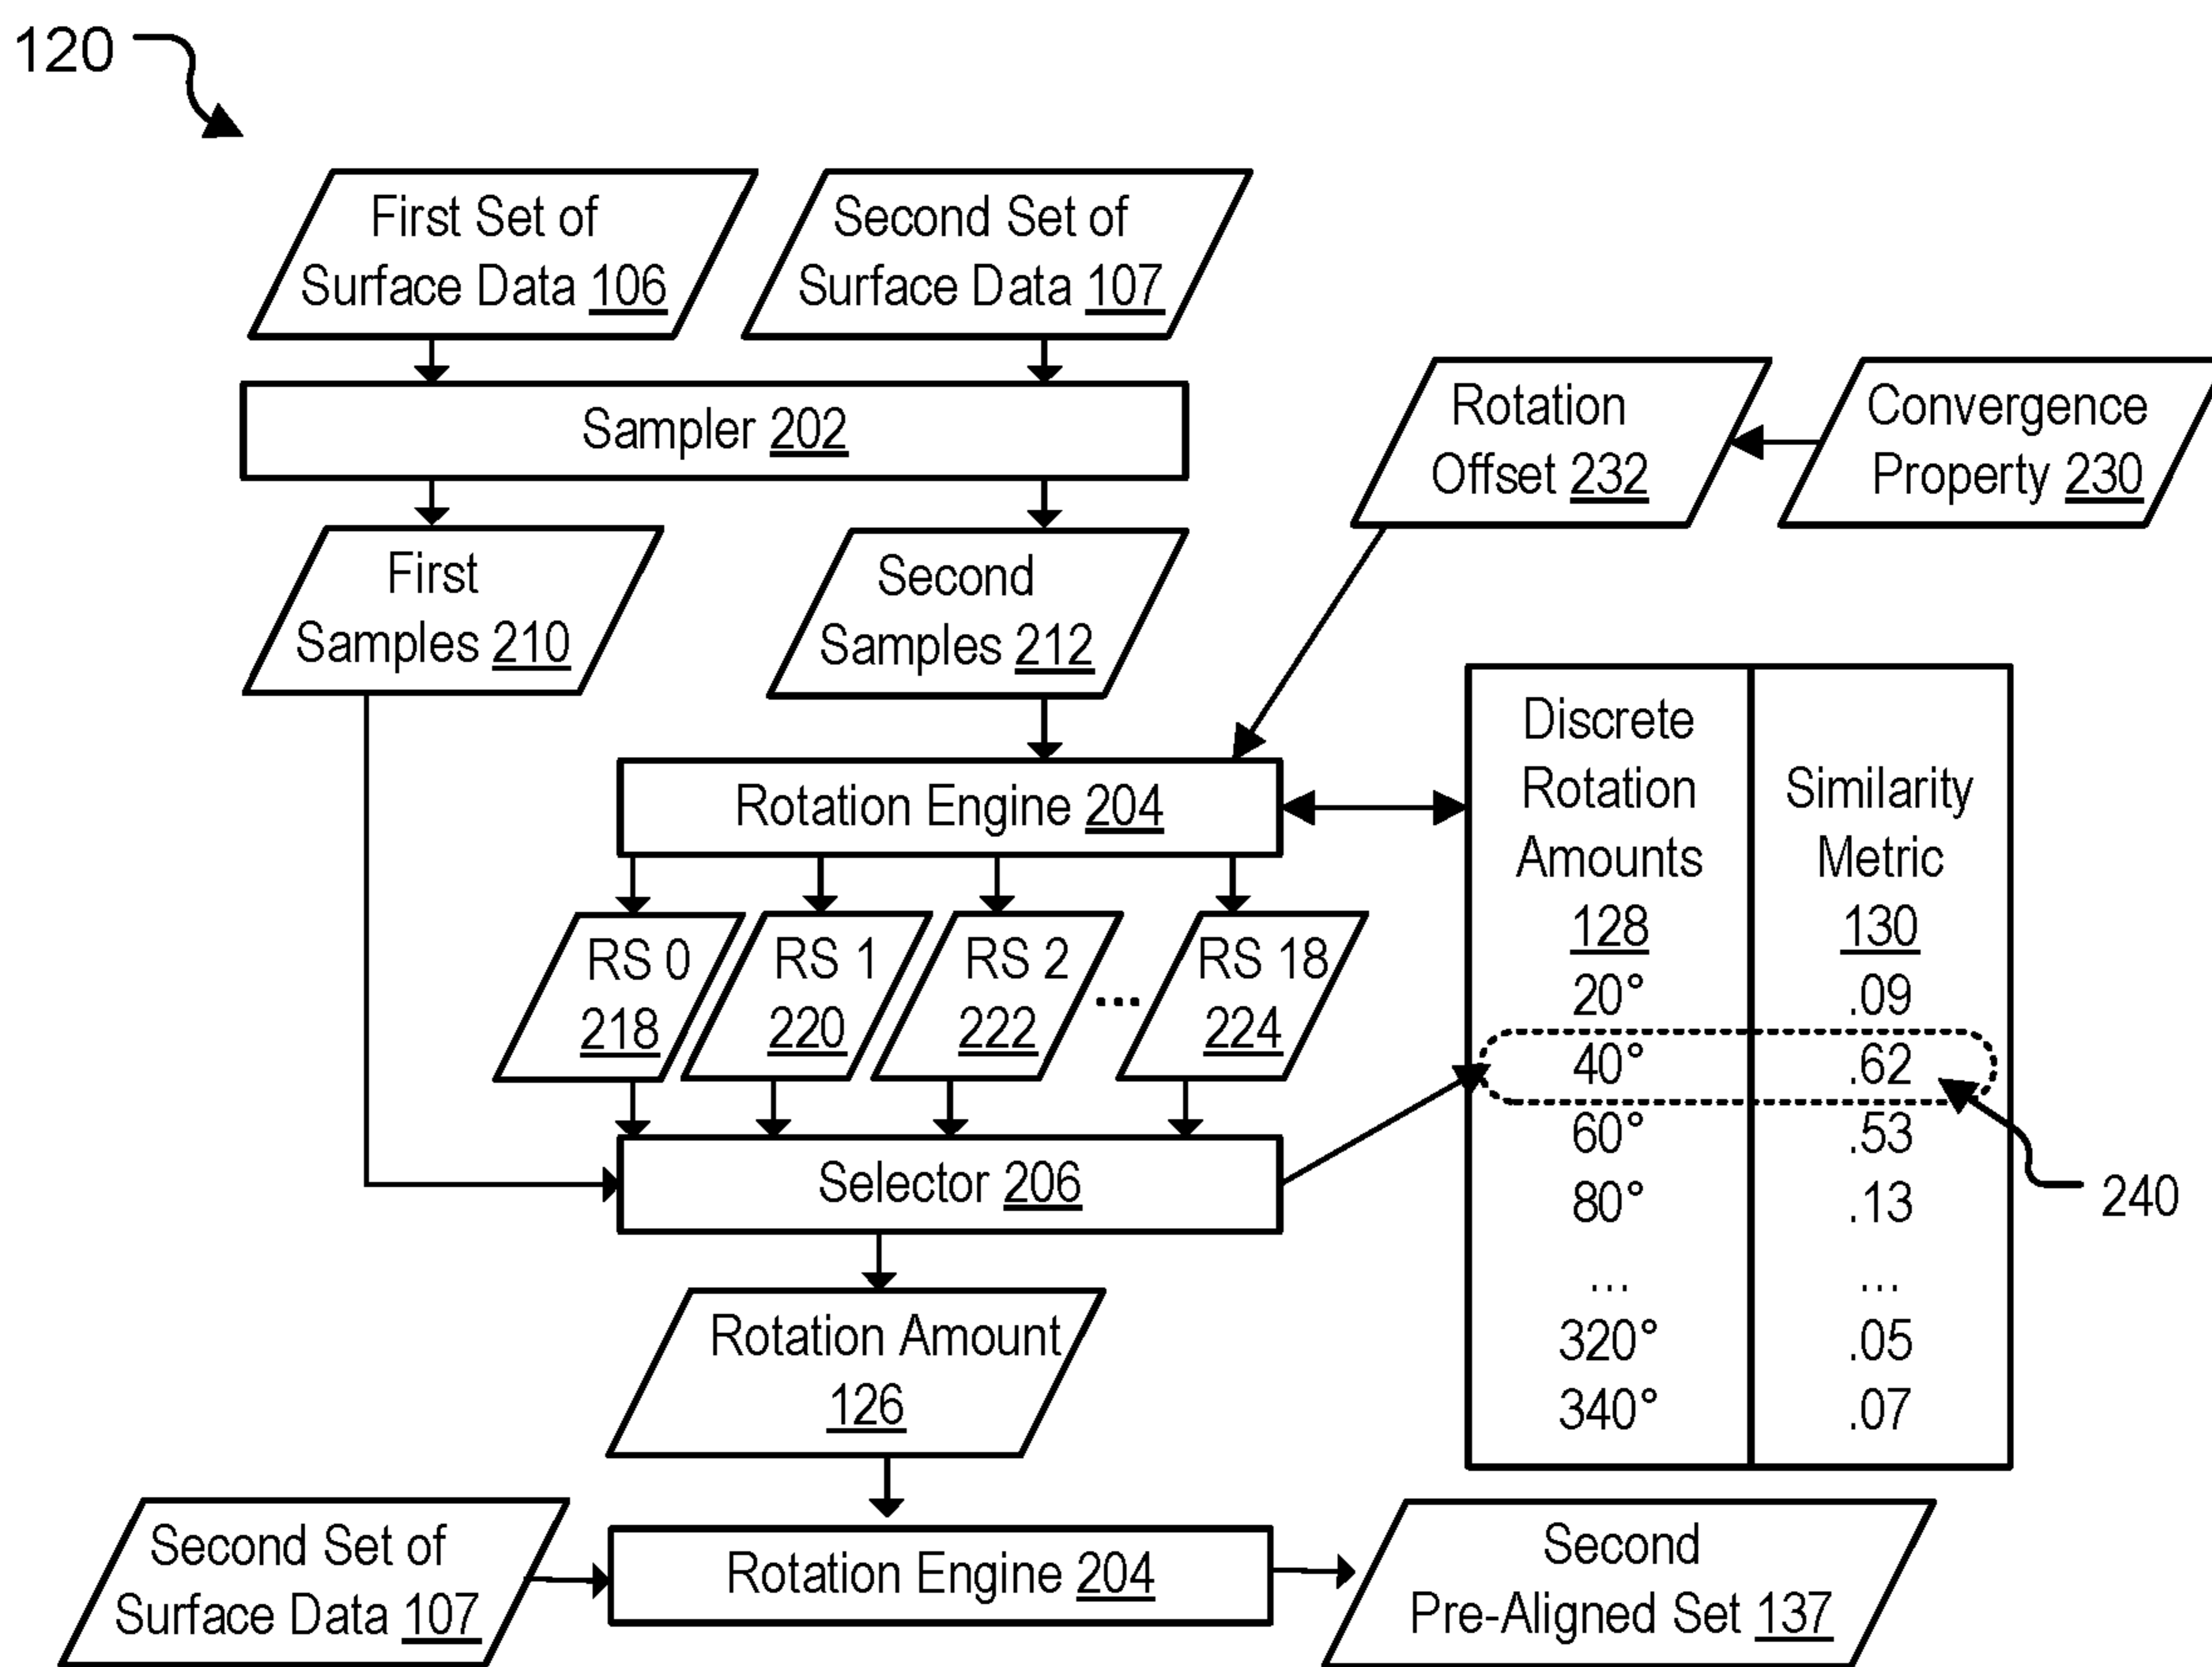 120
First Set of
Surface Data 106
Second Set of
Surface Data 107
Sampler 202
Rotation
Offset 232
Convergence
Property 230
First
Samples 210
Second
Samples 212
Rotation Engine 204
Discrete
Rotation
Amounts
128
Similarity
Metric
130
20° .09
40° .62
60° .53
80° .13
... ...
320° .05
340° .07
240
RS 0
218
RS 1
220
RS 2
222
...
RS 18
224
Selector 206
Rotation Amount
126
Second Set of
Surface Data 107
Rotation Engine 204
Second
Pre-Aligned Set 137